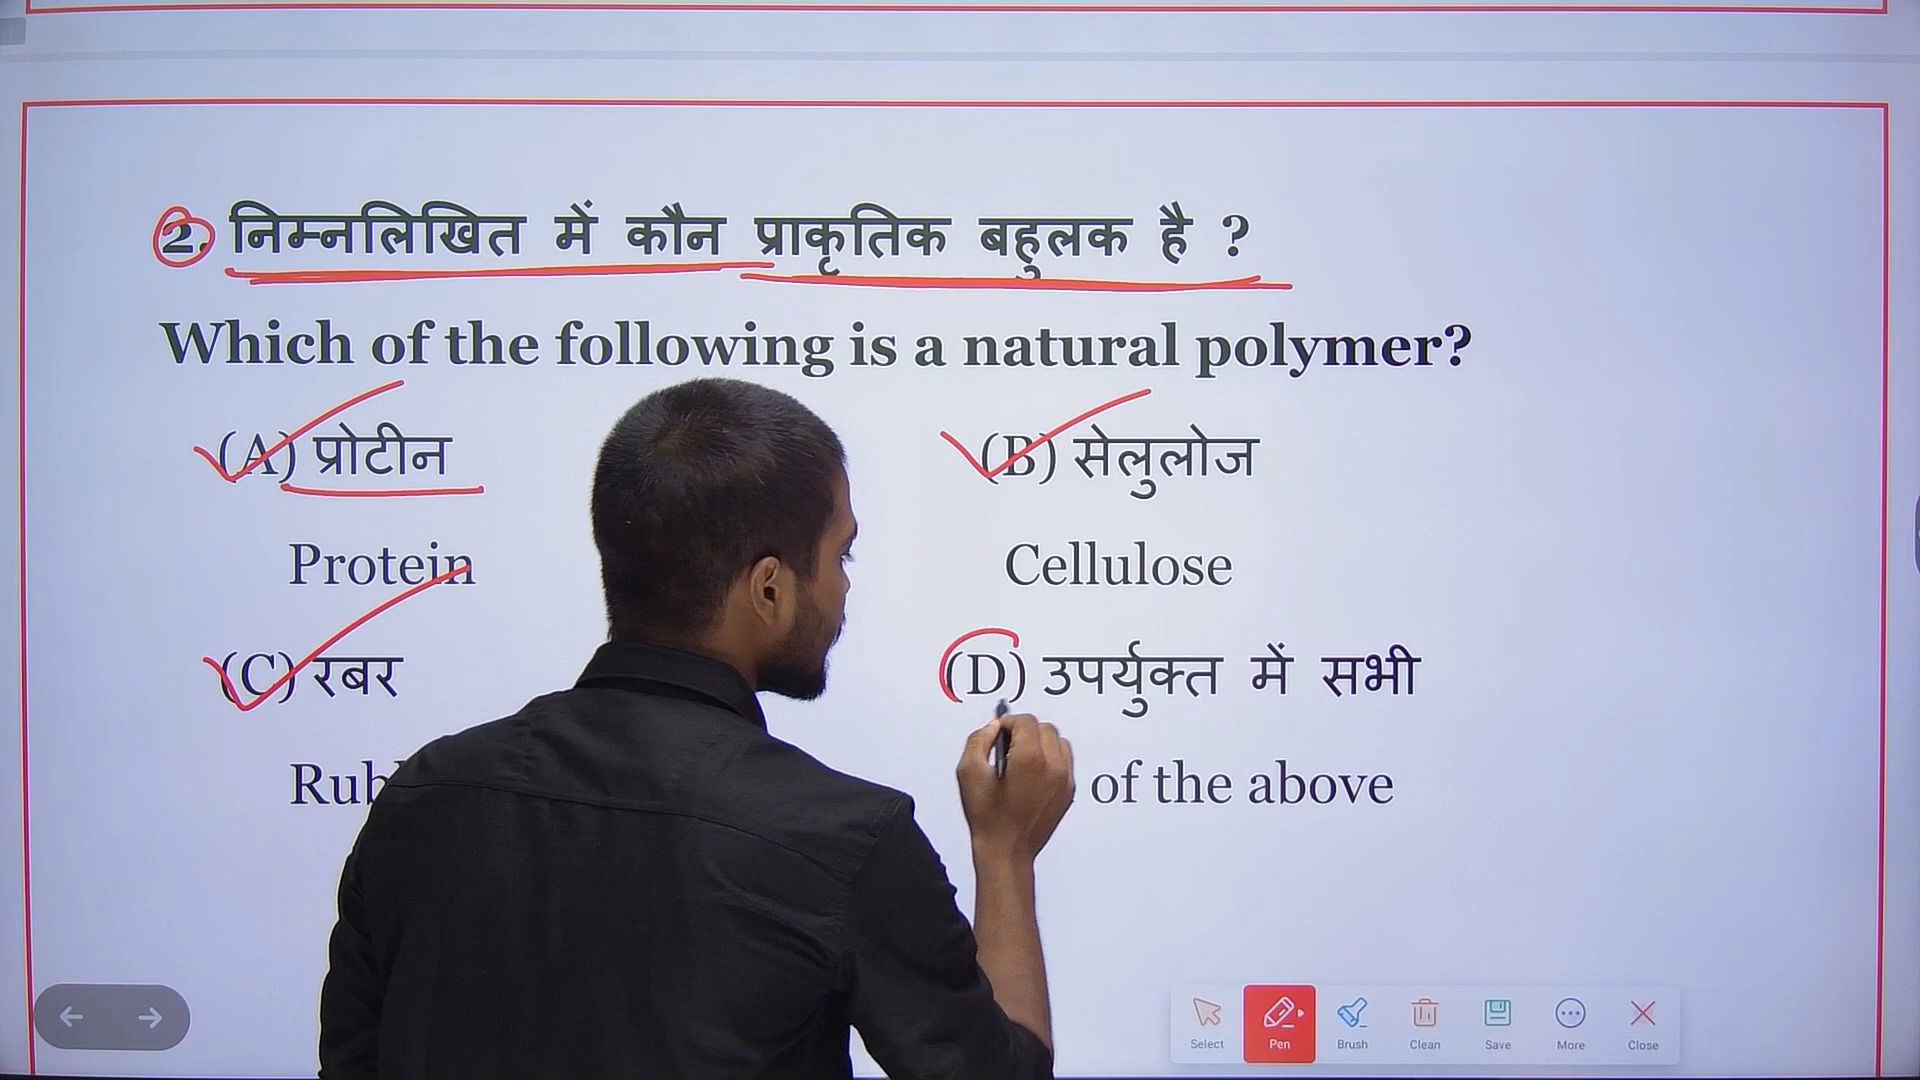 2. निम्नलिखित में कौन प्राकृतिक बहुलक है ?
Which of the following is a natural polymer?
(A) प्रोटीन (B) सेलुलोज
Protein Cellulose
(C) रबर (D) उपर्युक्त में सभी
of the above
Select Pen Brush Clean Save More Close